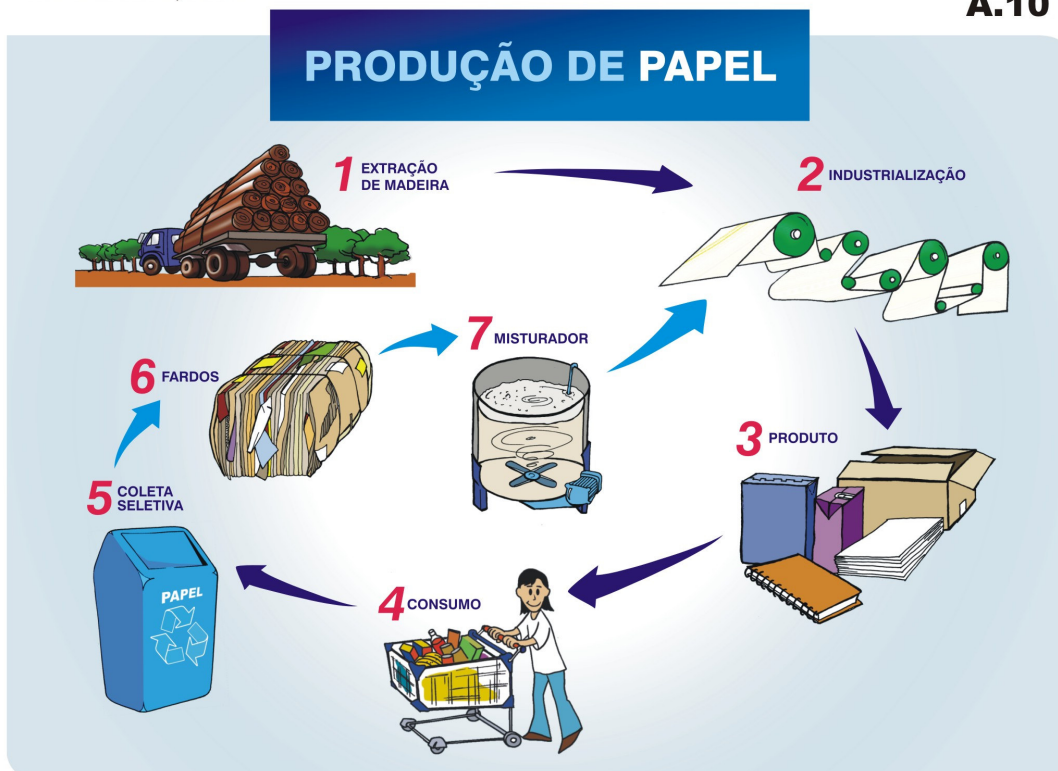 A.10
PRODUÇÃO DE PAPEL
1 EXTRAÇÃO
DE MADEIRA
2 INDUSTRIALIZAÇÃO
3 PRODUTO
4 CONSUMO
5 COLETA
SELETIVA
PAPEL
6 FARDOS
7 MISTURADOR